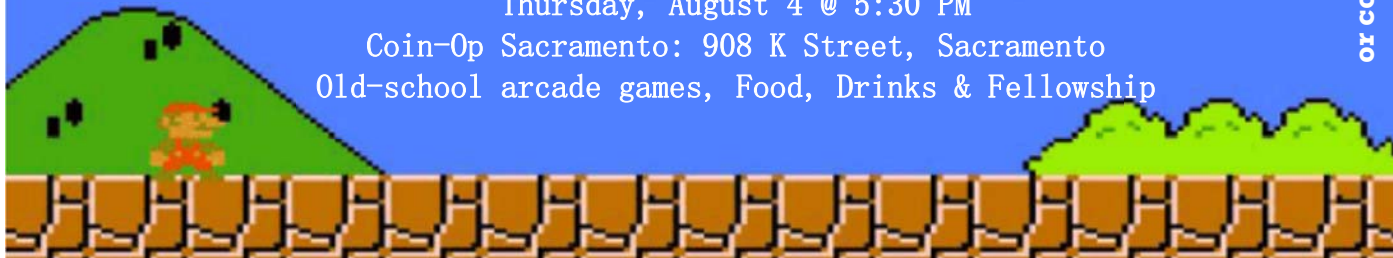 Thursday, August 4 @ 5:30 PM
Coin-Op Sacramento: 908 K Street, Sacramento
Old-school arcade games, Food, Drinks & Fellowship
or